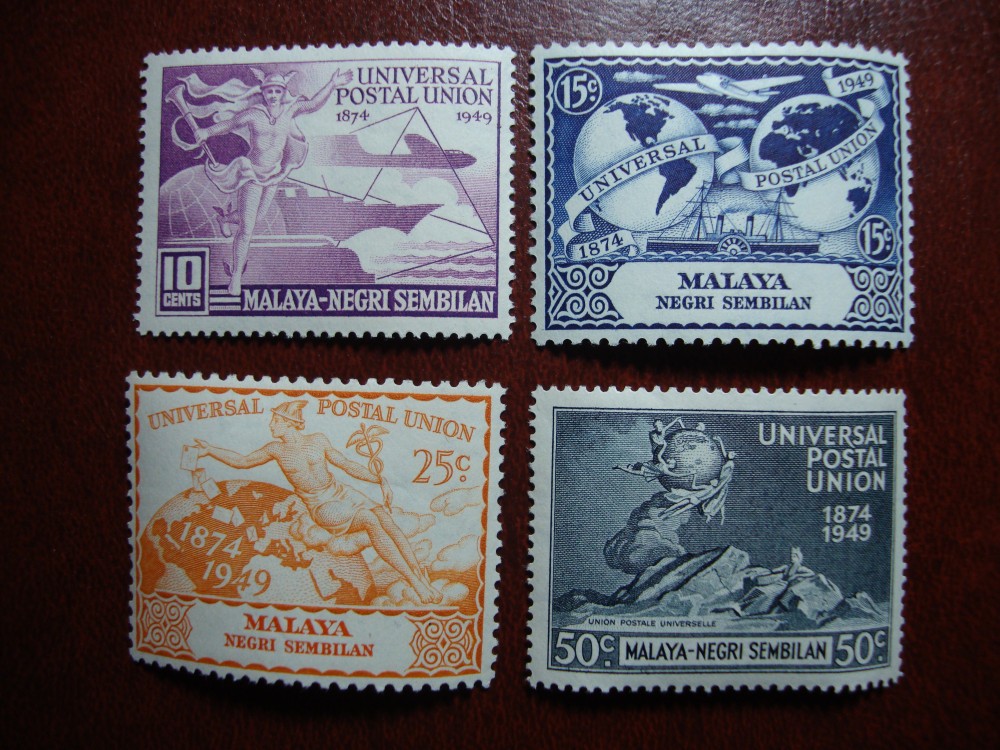 UNIVERSAL
POSTAL UNION
1874 1949
10
CENTS
MALAYA-NEGRI SEMBILAN
15c.
1949
UNIVERSAL
POSTAL UNION
1874
15c.
MALAYA
NEGRI SEMBILAN
UNIVERSAL POSTAL UNION
25c.
1874
1949
MALAYA
NEGRI SEMBILAN
UNIVERSAL
POSTAL
UNION
1874
1949
UNION POSTALE UNIVERSELLE
50c. MALAYA-NEGRI SEMBILAN 50c.